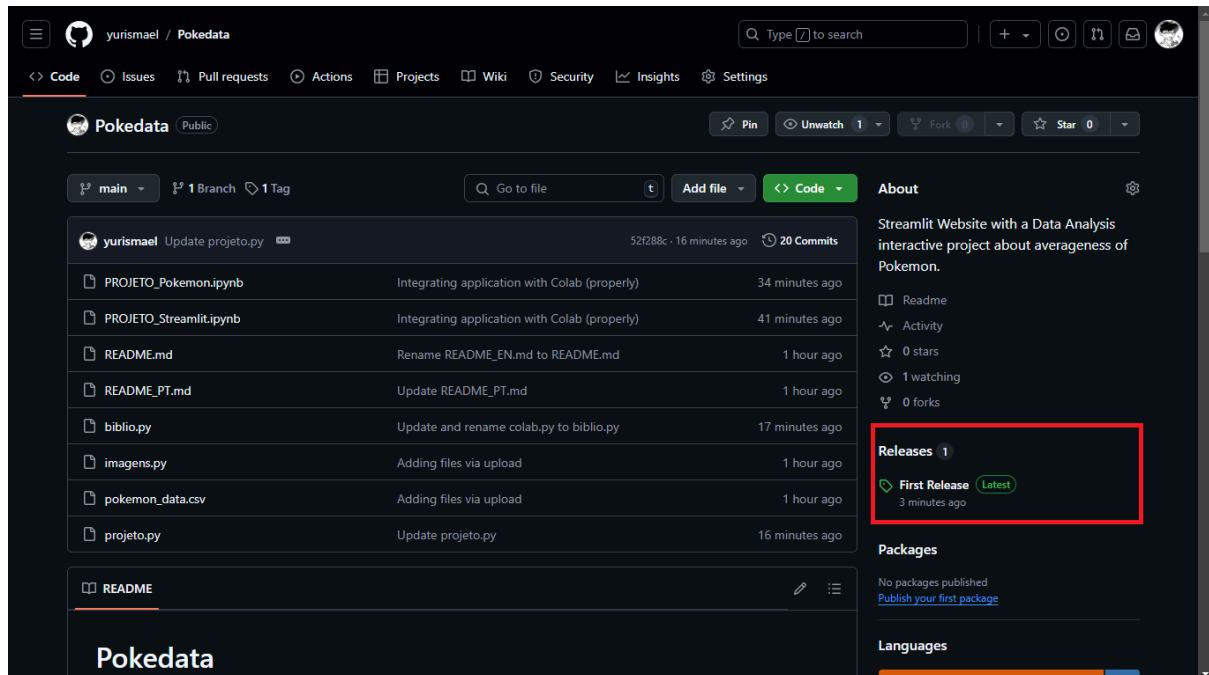 yurismael / Pokedata
Type / to search
Code Issues Pull requests Actions Projects Wiki Security Insights Settings
Pokedata Public
Pin Unwatch 1 Fork 0 Star 0
main 1 Branch 1 Tag
Go to file t Add file <> Code
yurismael Update projeto.py 52f288c · 16 minutes ago 20 Commits
PROJETO_Pokemon.ipynb Integrating application with Colab (properly) 34 minutes ago
PROJETO_Streamlit.ipynb Integrating application with Colab (properly) 41 minutes ago
README.md Rename README_EN.md to README.md 1 hour ago
README_PT.md Update README_PT.md 1 hour ago
biblio.py Update and rename colab.py to biblio.py 17 minutes ago
imagens.py Adding files via upload 1 hour ago
pokemon_data.csv Adding files via upload 1 hour ago
projeto.py Update projeto.py 16 minutes ago
README
Pokedata
About
Streamlit Website with a Data Analysis
interactive project about averageness of
Pokemon.
Readme
Activity
0 stars
1 watching
0 forks
Releases 1
First Release Latest
3 minutes ago
Packages
No packages published
Publish your first package
Languages